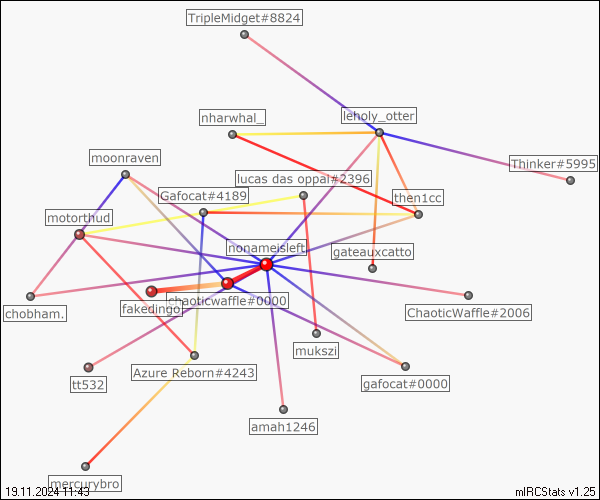 TripleMidget#8824
nharwhal_
leholy_otter
moonraven
Thinker#5995
lucas das oppai#2396
Gafocat#4189
then1cc
motorthud
nonameisleft
gateauxcatto
chaoticwaffle#0000
fakedingo
chobham.
ChaoticWaffle#2006
mukszi
Azure Reborn#4243
tt532
gafocat#0000
amah1246
mercurybro
19.11.2024 11:43
mIRCStats v1.25